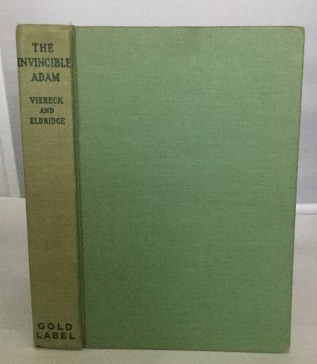 THE
INVINCIBLE
ADAM
VIERECK
AND
ELDRIDGE
GOLD
LABEL